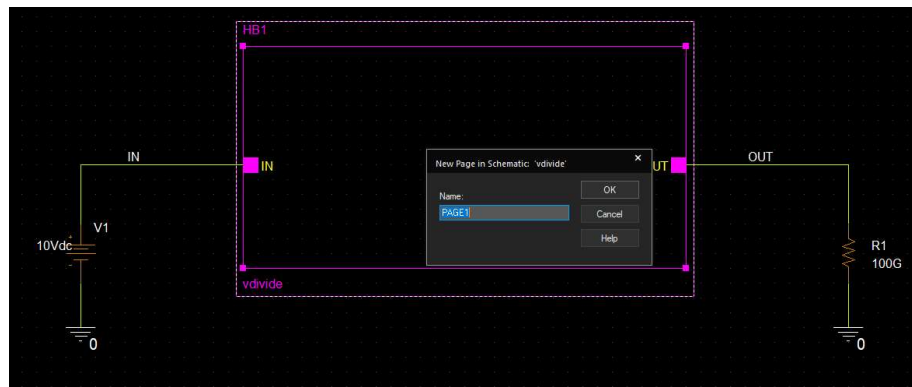 HB1
IN
OUT
IN
UT
New Page in Schematic: 'vdivide'
×
Name:
PAGE1
OK
Cancel
Help
V1
10Vdc
+
-
R1
100G
vdivide
0
0